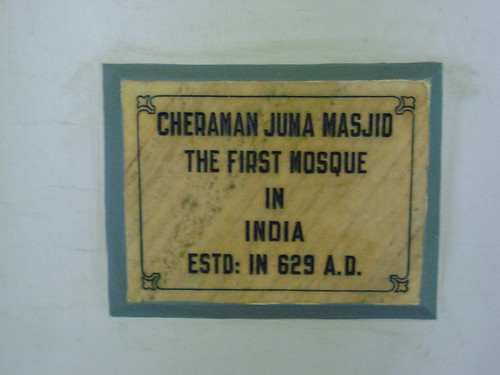 CHERAMAN JUMA MASJID
THE FIRST MOSQUE
IN
INDIA
ESTD: IN 629 A.D.